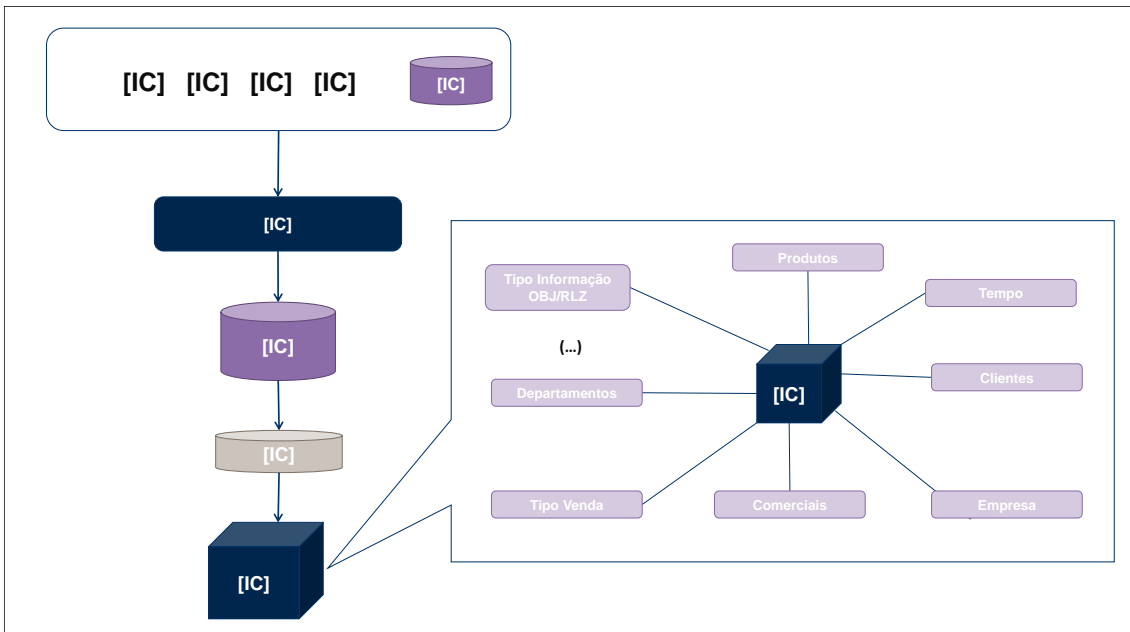 [IC] [IC] [IC] [IC]
[IC]
[IC]
[IC]
[IC]
[IC]
Tipo Informação
OBJ/RLZ
Produtos
Tempo
(...)
Departamentos
[IC]
Clientes
Tipo Venda
Comerciais
Empresa